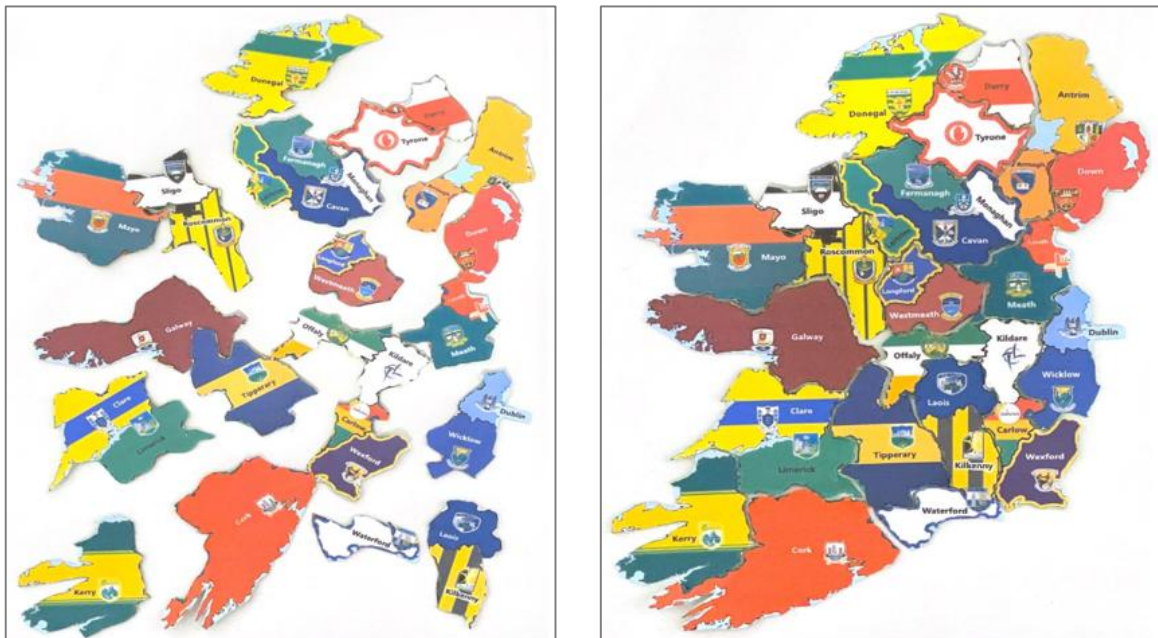 Donegal
Derry
Tyrone
Antrim
Fermanagh
Sligo
Monaghan
Cavan
Roscommon
Mayo
Down
Longford
Westmeath
Galway
Offaly
Meath
Kildare
Tipperary
Clare
Dublin
Carlow
Limerick
Wicklow
Wexford
Cork
Laois
Waterford
Kerry
Kilkenny
Derry
Antrim
Donegal
Tyrone
Down
Fermanagh
Sligo
Monaghan
Cavan
Louth
Roscommon
Mayo
Longford
Meath
Westmeath
Dublin
Galway
Kildare
Offaly
Wicklow
Laois
Clare
Carlow
Tipperary
Wexford
Kilkenny
Limerick
Waterford
Kerry
Cork